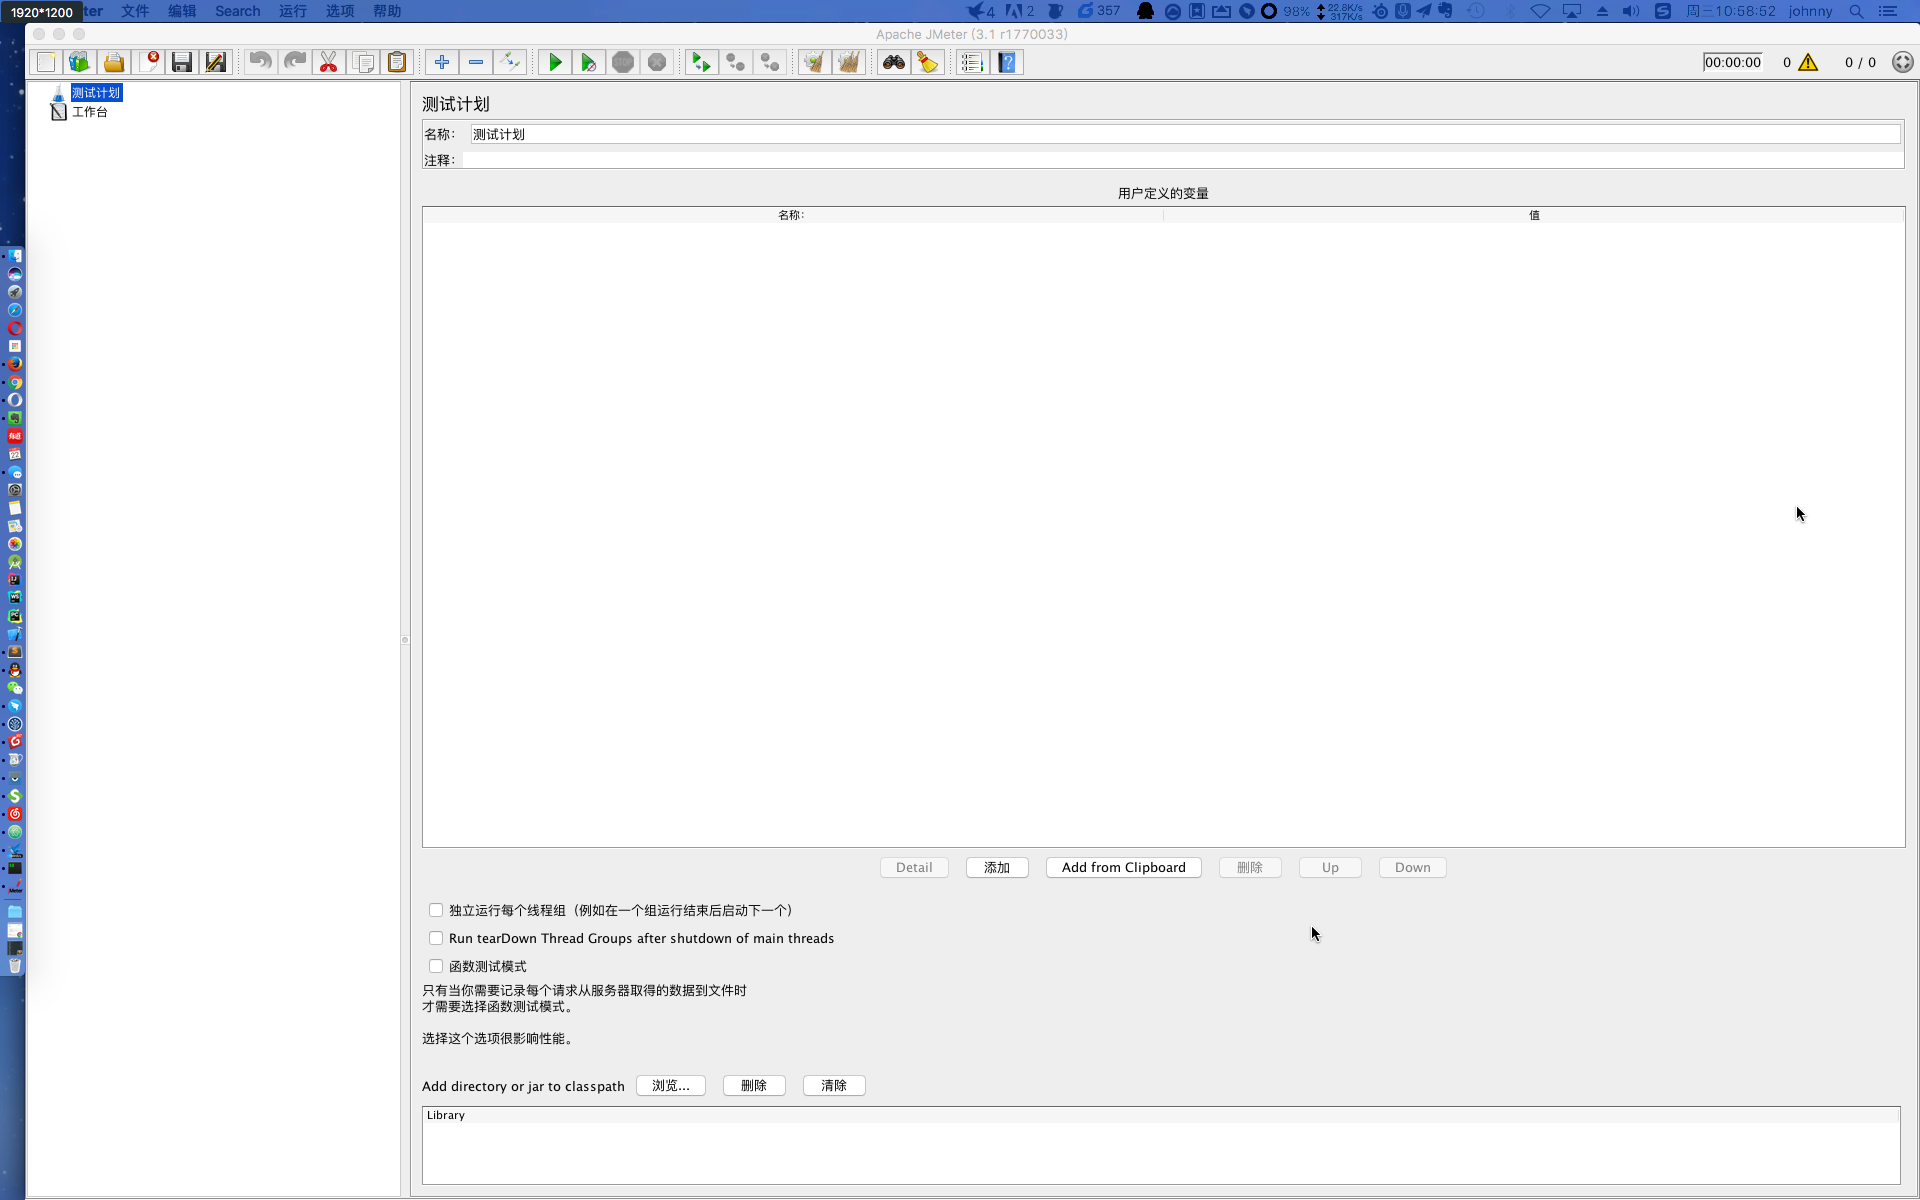 1920*1200
ter 文件 编辑 Search 运行 选项 帮助
4 2 357 98% 22.8K/s 317K/s 周三10:58:52 johnny
Apache JMeter (3.1 r1770033)
STOP
00:00:00 0 0 / 0
测试计划
工作台
测试计划
名称： 测试计划
注释：
用户定义的变量
名称: 值
Detail 添加 Add from Clipboard 删除 Up Down
独立运行每个线程组（例如在一个组运行结束后启动下一个）
Run tearDown Thread Groups after shutdown of main threads
函数测试模式
只有当你需要记录每个请求从服务器取得的数据到文件时
才需要选择函数测试模式。
选择这个选项很影响性能。
Add directory or jar to classpath 浏览... 删除 清除
Library